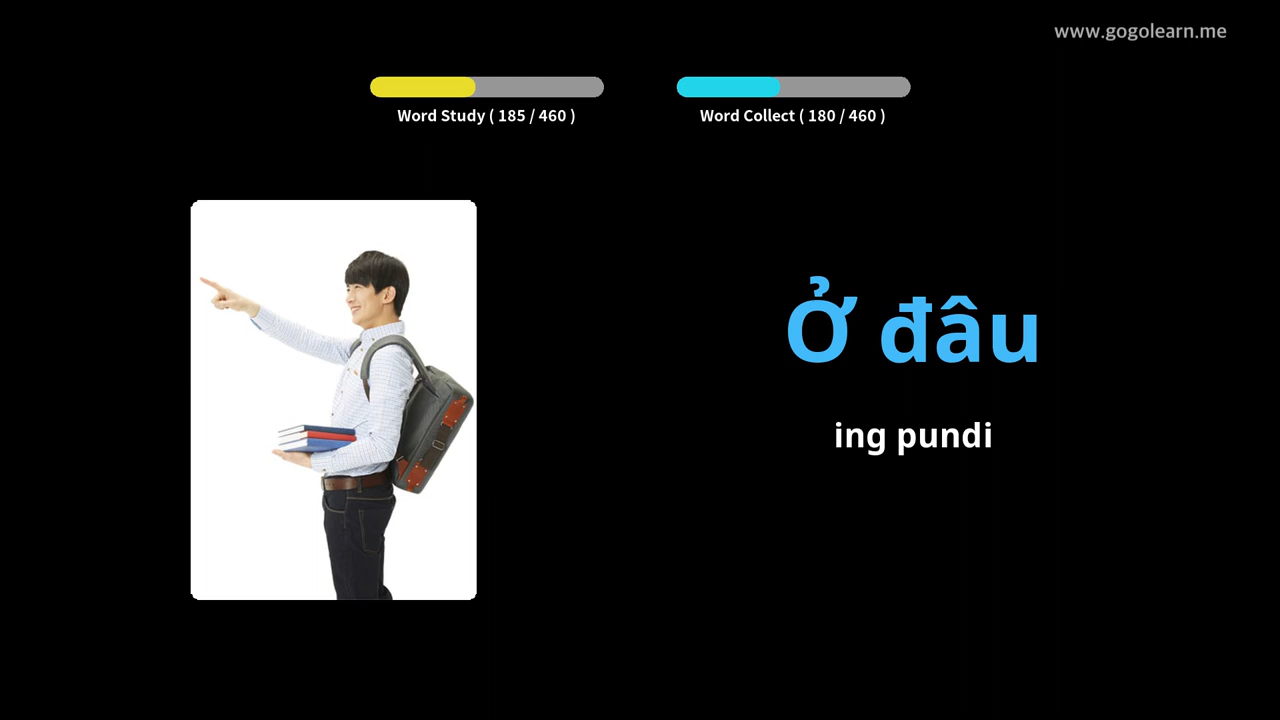 www.gogolearn.me
Word Study ( 185 / 460 )
Word Collect ( 180 / 460 )
Ở đâu
ing pundi